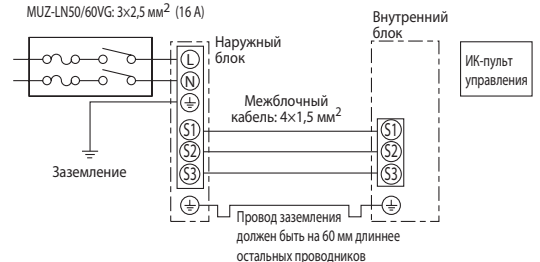 MUZ-LN50/60VG: 3×2,5 мм² (16 А)
Наружный
блок
Внутренний
блок
ИК-пульт
управления
L
N
Межблочный
кабель: 4×1,5 мм²
S1
S2
S3
S1
S2
S3
Заземление
Провод заземления
должен быть на 60 мм длиннее
остальных проводников